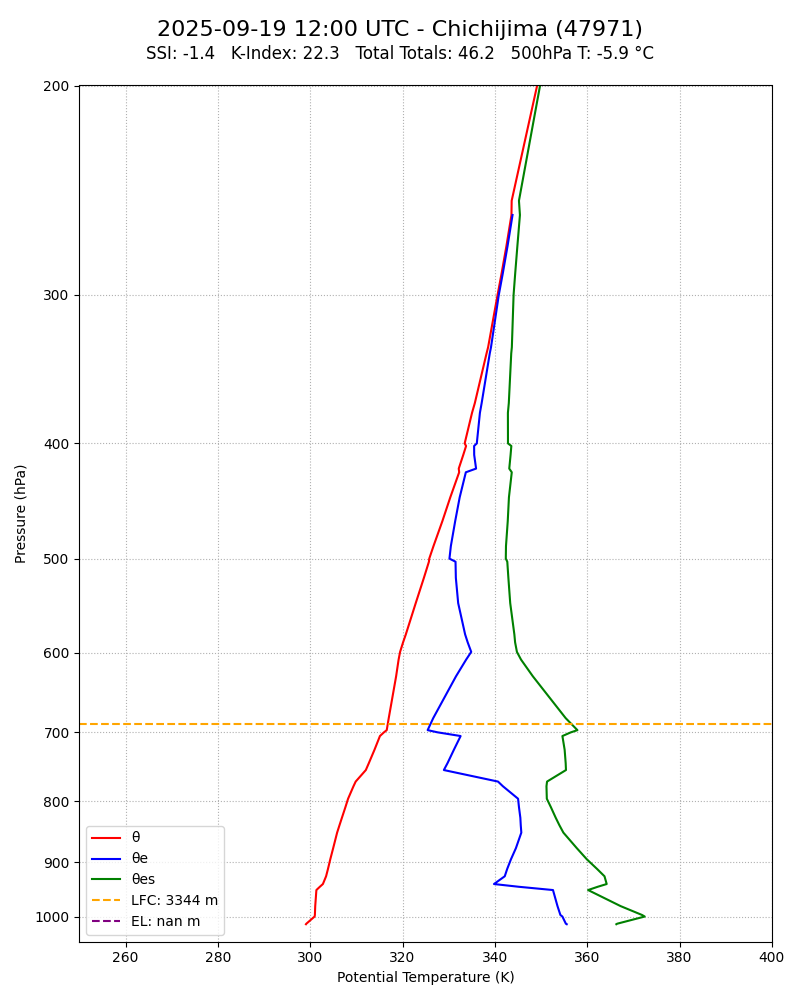 2025-09-19 12:00 UTC - Chichijima (47971)
SSI: -1.4   K-Index: 22.3   Total Totals: 46.2   500hPa T: -5.9 °C
200
300
400
500
600
700
800
900
1000
Pressure (hPa)
θ
θe
θes
LFC: 3344 m
EL: nan m
260 280 300 320 340 360 380 400
Potential Temperature (K)